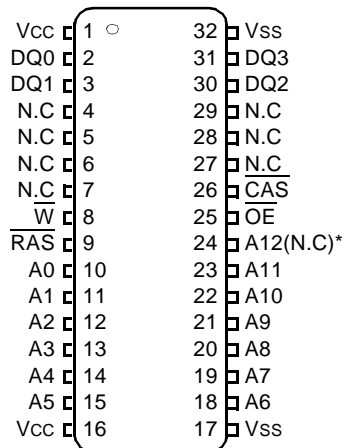 Vcc 1 32 Vss
DQ0 2 31 DQ3
DQ1 3 30 DQ2
N.C 4 29 N.C
N.C 5 28 N.C
N.C 6 27 N.C
N.C 7 26 CAS
W 8 25 OE
RAS 9 24 A12(N.C)*
A0 10 23 A11
A1 11 22 A10
A2 12 21 A9
A3 13 20 A8
A4 14 19 A7
A5 15 18 A6
Vcc 16 17 Vss